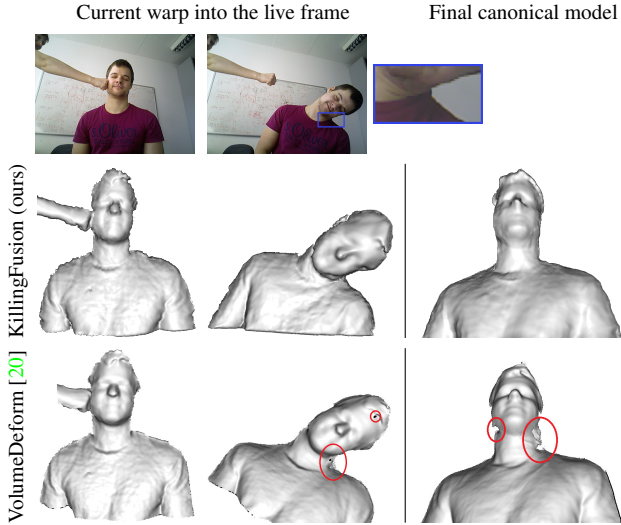 Current warp into the live frame
Final canonical model
KillingFusion (ours)
VolumeDeform [20]